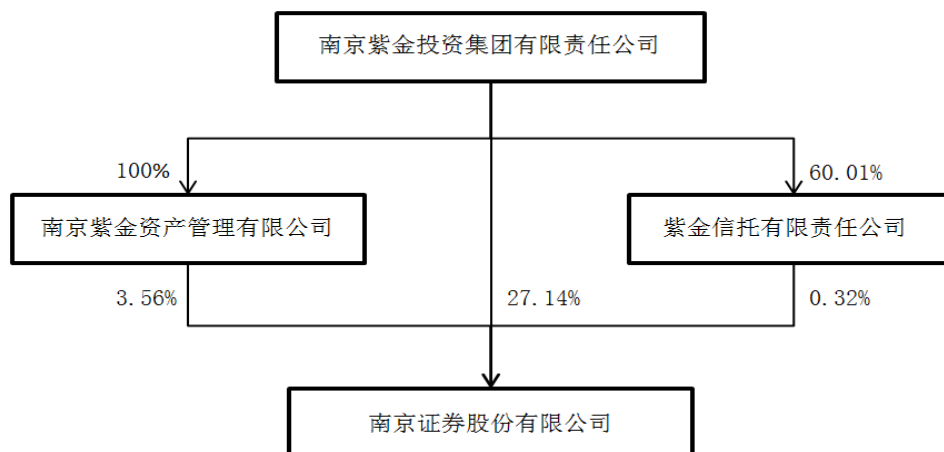 南京紫金投资集团有限责任公司
100%
60.01%
南京紫金资产管理有限公司
紫金信托有限责任公司
3.56%
27.14%
0.32%
南京证券股份有限公司